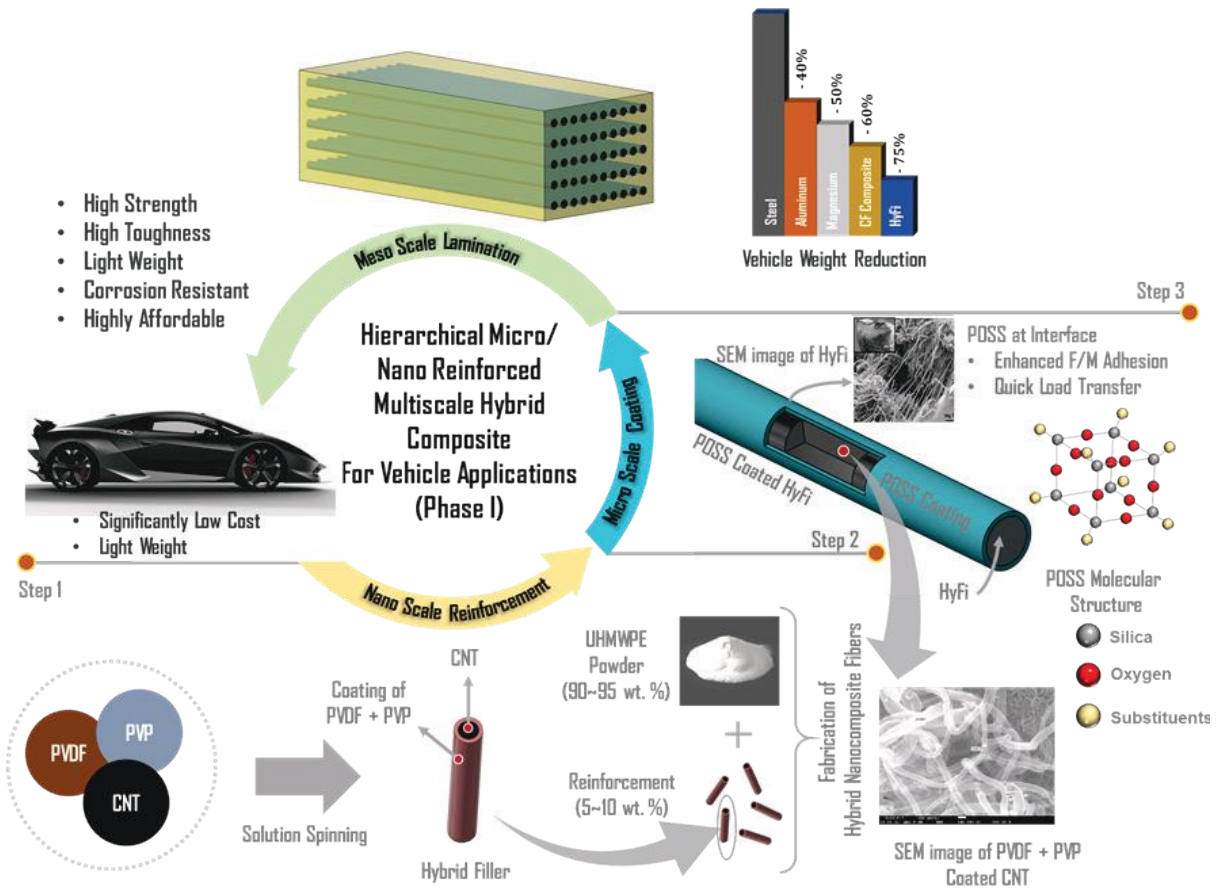 - 40%
- 50%
- 60%
- 75%
Steel
Aluminum
Magnesium
CF Composite
HyFi
Vehicle Weight Reduction
• High Strength
• High Toughness
• Light Weight
• Corrosion Resistant
• Highly Affordable
Meso Scale Lamination
Hierarchical Micro/
Nano Reinforced
Multiscale Hybrid
Composite
For Vehicle Applications
(Phase I)
Micro Scale Coating
Nano Scale Reinforcement
• Significantly Low Cost
• Light Weight
Step 1
Step 2
Step 3
SEM image of HyFi
POSS at Interface
• Enhanced F/M Adhesion
• Quick Load Transfer
POSS Coated HyFi
POSS Coating
HyFi
POSS Molecular
Structure
Silica
Oxygen
Substituents
PVDF
PVP
CNT
Solution Spinning
CNT
Coating of
PVDF + PVP
Hybrid Filler
UHMWPE
Powder
(90~95 wt. %)
+
Reinforcement
(5~10 wt. %)
Fabrication of
Hybrid Nanocomposite Fibers
SEM image of PVDF + PVP
Coated CNT